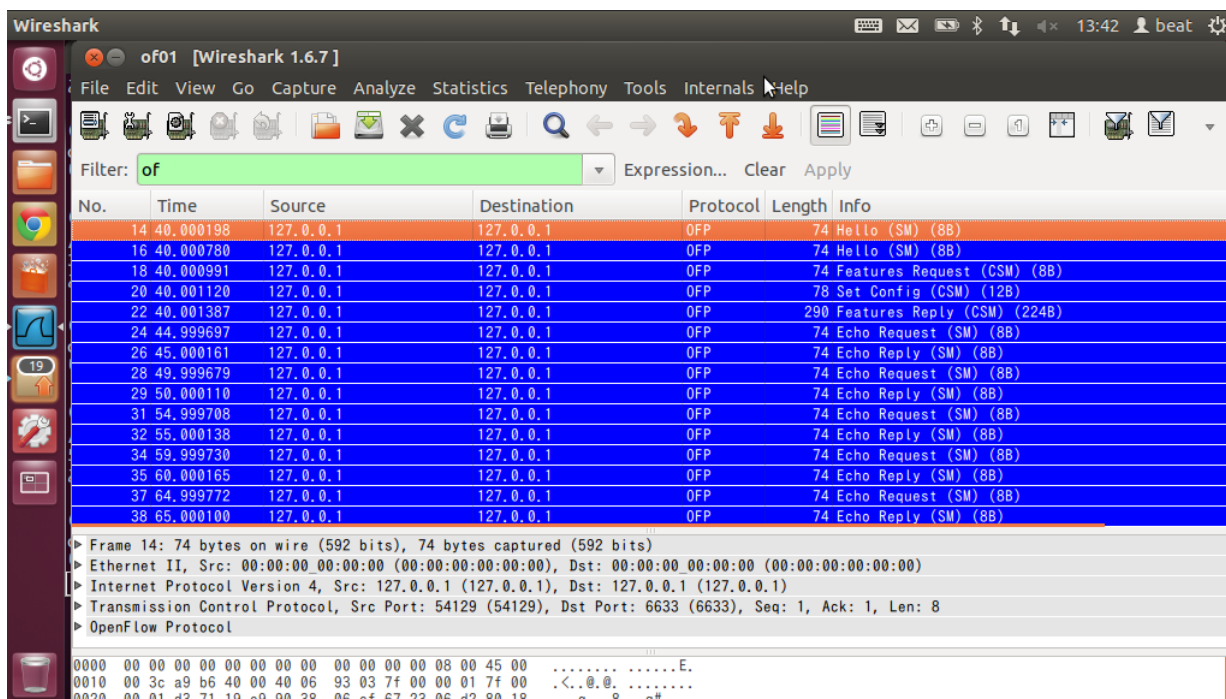 Wireshark 13:42 beat
of01 [Wireshark 1.6.7 ]
File Edit View Go Capture Analyze Statistics Telephony Tools Internals Help
Filter: of Expression... Clear Apply
No. Time Source Destination Protocol Length Info
14 40.000198 127.0.0.1 127.0.0.1 OFP 74 Hello (SM) (8B)
16 40.000780 127.0.0.1 127.0.0.1 OFP 74 Hello (SM) (8B)
18 40.000991 127.0.0.1 127.0.0.1 OFP 74 Features Request (CSM) (8B)
20 40.001120 127.0.0.1 127.0.0.1 OFP 78 Set Config (CSM) (12B)
22 40.001387 127.0.0.1 127.0.0.1 OFP 290 Features Reply (CSM) (224B)
24 44.999697 127.0.0.1 127.0.0.1 OFP 74 Echo Request (SM) (8B)
26 45.000161 127.0.0.1 127.0.0.1 OFP 74 Echo Reply (SM) (8B)
19
28 49.999679 127.0.0.1 127.0.0.1 OFP 74 Echo Request (SM) (8B)
29 50.000110 127.0.0.1 127.0.0.1 OFP 74 Echo Reply (SM) (8B)
31 54.999708 127.0.0.1 127.0.0.1 OFP 74 Echo Request (SM) (8B)
32 55.000138 127.0.0.1 127.0.0.1 OFP 74 Echo Reply (SM) (8B)
34 59.999730 127.0.0.1 127.0.0.1 OFP 74 Echo Request (SM) (8B)
35 60.000165 127.0.0.1 127.0.0.1 OFP 74 Echo Reply (SM) (8B)
37 64.999772 127.0.0.1 127.0.0.1 OFP 74 Echo Request (SM) (8B)
38 65.000100 127.0.0.1 127.0.0.1 OFP 74 Echo Reply (SM) (8B)
Frame 14: 74 bytes on wire (592 bits), 74 bytes captured (592 bits)
Ethernet II, Src: 00:00:00_00:00:00 (00:00:00:00:00:00), Dst: 00:00:00_00:00:00 (00:00:00:00:00:00)
Internet Protocol Version 4, Src: 127.0.0.1 (127.0.0.1), Dst: 127.0.0.1 (127.0.0.1)
Transmission Control Protocol, Src Port: 54129 (54129), Dst Port: 6633 (6633), Seq: 1, Ack: 1, Len: 8
OpenFlow Protocol
0000 00 00 00 00 00 00 00 00 00 00 00 00 08 00 45 00 ........ ......E.
0010 00 3c a9 b6 40 00 40 06 93 03 7f 00 00 01 7f 00 .<..@.@. ........